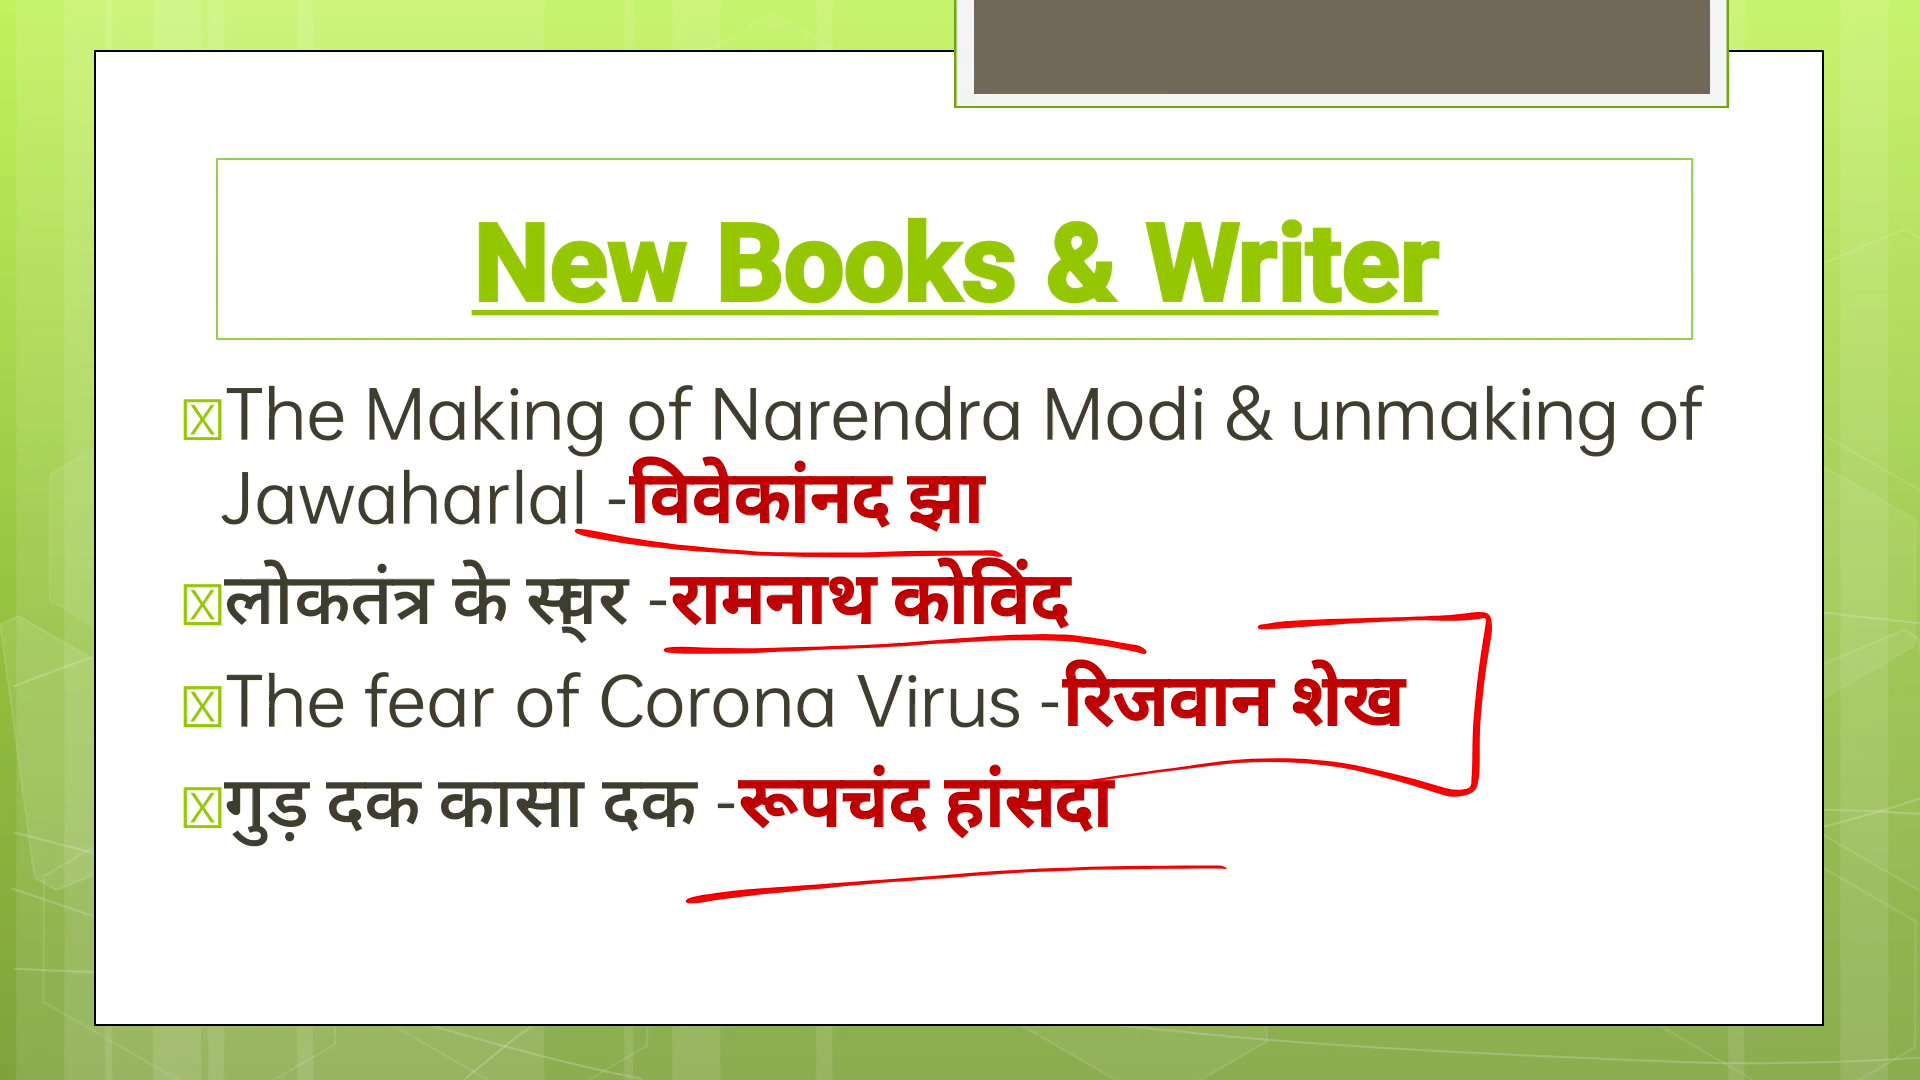 New Books & Writer
The Making of Narendra Modi & unmaking of
Jawaharlal -विवेकांनद झा
लोकतंत्र के स्वर -रामनाथ कोविंद
The fear of Corona Virus -रिजवान शेख
गुड़ दक कासा दक -रूपचंद हांसदा